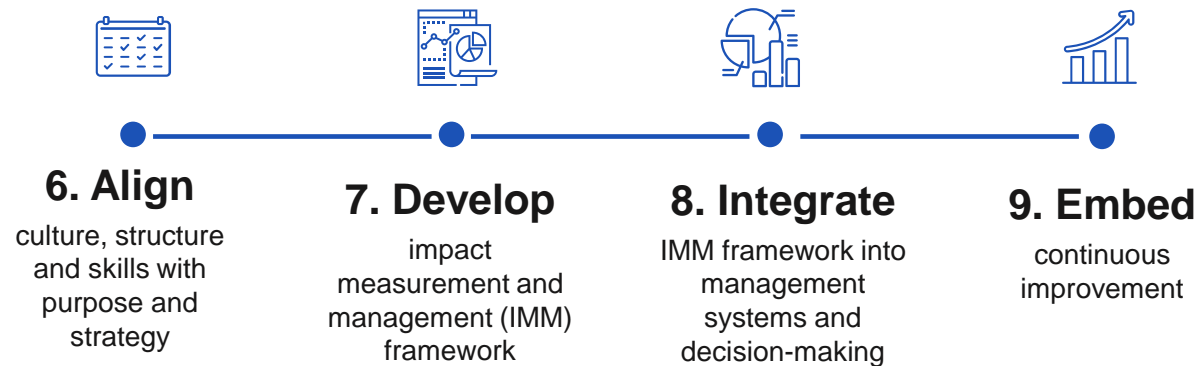 6. Align
culture, structure
and skills with
purpose and
strategy
7. Develop
impact
measurement and
management (IMM)
framework
8. Integrate
IMM framework into
management
systems and
decision-making
9. Embed
continuous
improvement